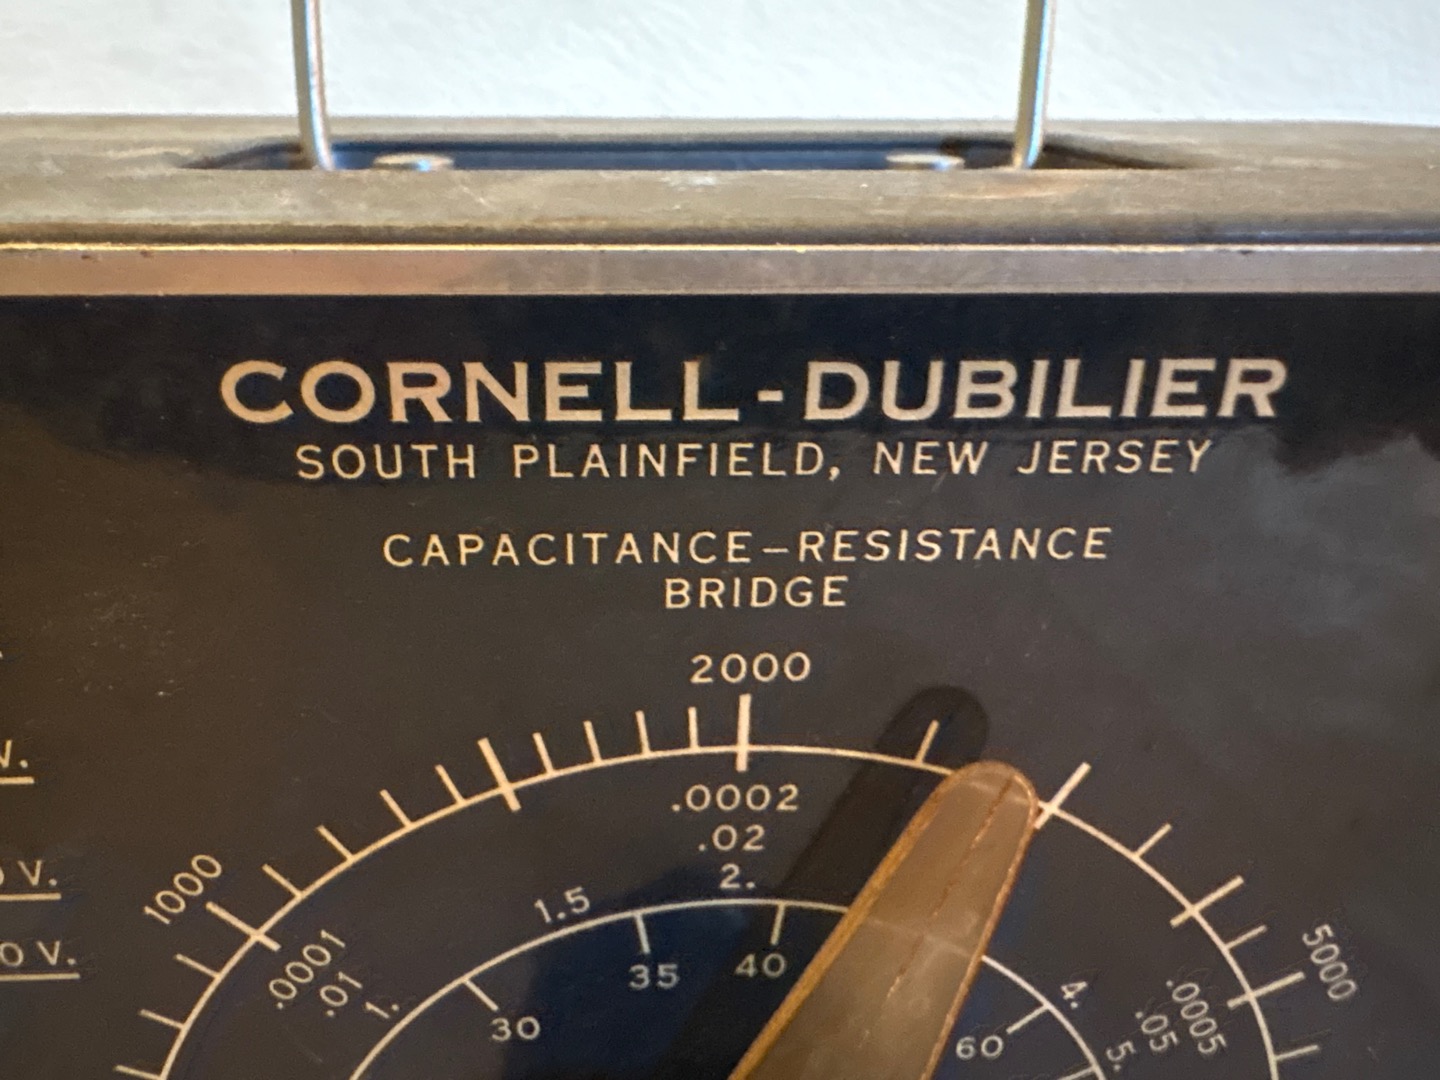 CORNELL-DUBILIER
SOUTH PLAINFIELD, NEW JERSEY
CAPACITANCE-RESISTANCE
BRIDGE
2000
.0002
.02
2.
1000
.0001
.01
1.
1.5
30
35
40
60
4.
5000
.0005
.05
5.
V.
V.
0 V.